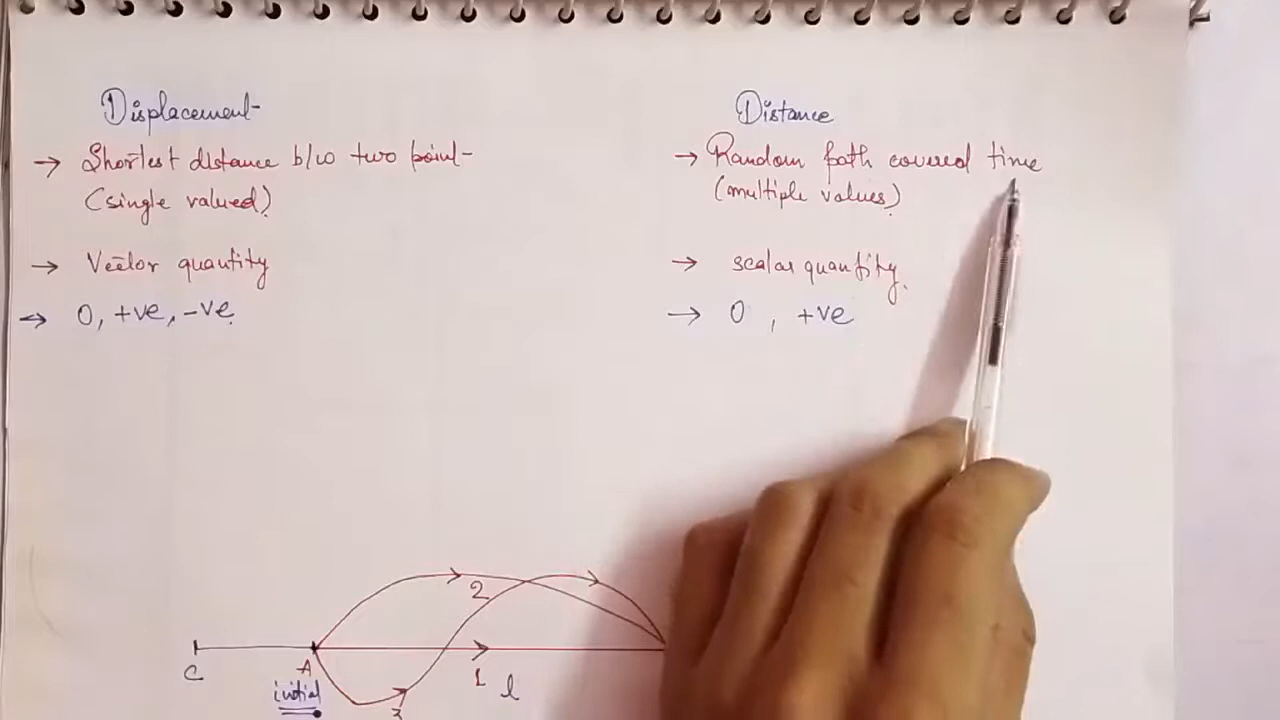 Displacement
→ Shortest distance b/w two point
(single valued)
→ Vector quantity
→ 0, +ve, -ve
Distance
→ Random path covered time
(multiple values)
→ scalar quantity.
→ 0, +ve
2
C
A
1
l
initial
3